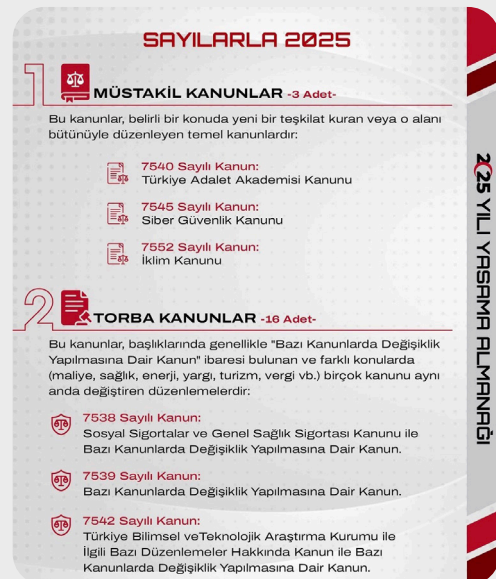 SAYILARLA 2025
1
MÜSTAKİL KANUNLAR -3 Adet-
Bu kanunlar, belirli bir konuda yeni bir teşkilat kuran veya o alanı
bütünüyle düzenleyen temel kanunlardır:
7540 Sayılı Kanun:
Türkiye Adalet Akademisi Kanunu
7545 Sayılı Kanun:
Siber Güvenlik Kanunu
7552 Sayılı Kanun:
İklim Kanunu
2
TORBA KANUNLAR -16 Adet-
Bu kanunlar, başlıklarında genellikle "Bazı Kanunlarda Değişiklik
Yapılmasına Dair Kanun" ibaresi bulunan ve farklı konularda
(maliye, sağlık, enerji, yargı, turizm, vergi vb.) birçok kanunu aynı
anda değiştiren düzenlemelerdir:
7538 Sayılı Kanun:
Sosyal Sigortalar ve Genel Sağlık Sigortası Kanunu ile
Bazı Kanunlarda Değişiklik Yapılmasına Dair Kanun.
7539 Sayılı Kanun:
Bazı Kanunlarda Değişiklik Yapılmasına Dair Kanun.
7542 Sayılı Kanun:
Türkiye Bilimsel veTeknolojik Araştırma Kurumu ile
İlgili Bazı Düzenlemeler Hakkında Kanun ile Bazı
Kanunlarda Değişiklik Yapılmasına Dair Kanun.
2025 YILI YASAMA ALMANAĞI